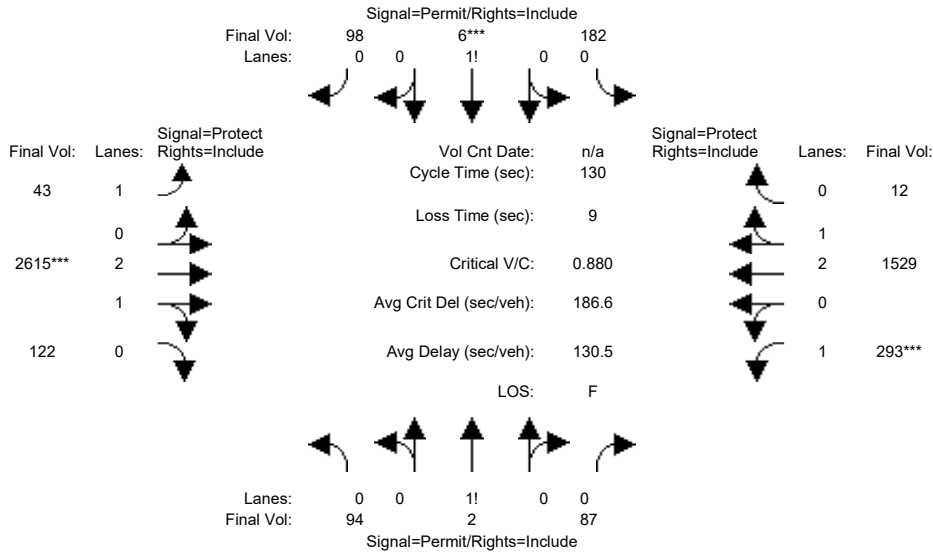 Signal=Permit/Rights=Include
Final Vol: 98 6*** 182
Lanes: 0 0 1! 0 0
Signal=Protect
Final Vol: Lanes: Rights=Include
Vol Cnt Date: n/a
Signal=Protect
Rights=Include Lanes: Final Vol:
Cycle Time (sec): 130
43 1
0 12
Loss Time (sec): 9
0
1
2615*** 2
Critical V/C: 0.880
2 1529
1
Avg Crit Del (sec/veh): 186.6
0
122 0
Avg Delay (sec/veh): 130.5
1 293***
LOS: F
Lanes: 0 0 1! 0 0
Final Vol: 94 2 87
Signal=Permit/Rights=Include